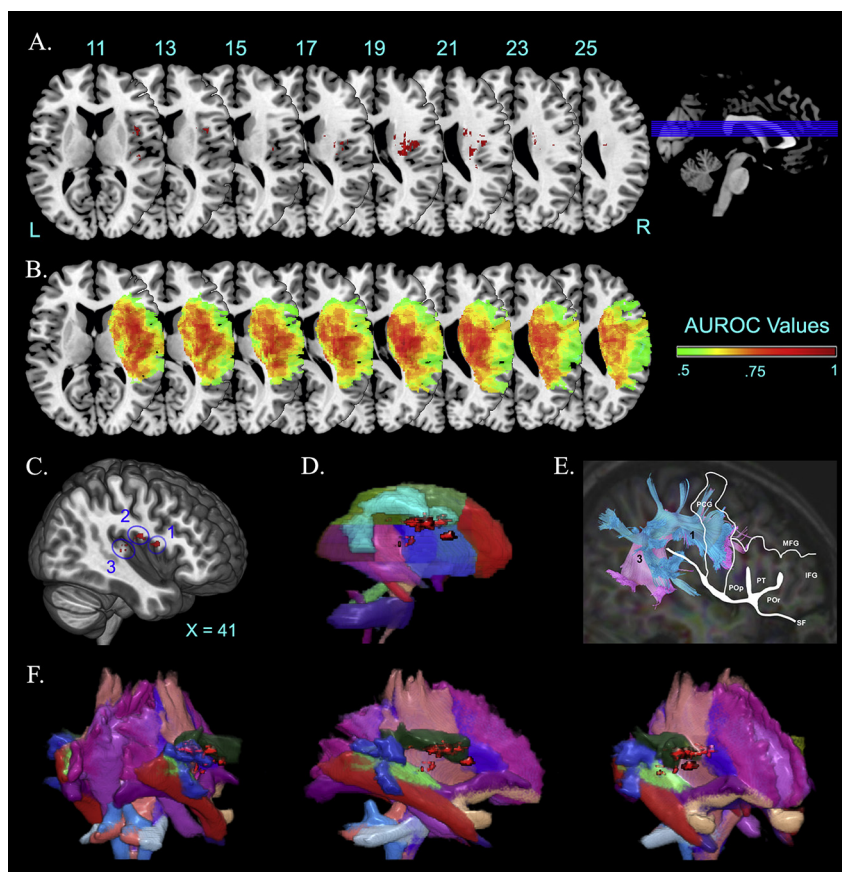 A.
11 13 15 17 19 21 23 25
L
R
B.
AUROC Values
.5 .75 1
C.
2
1
3
X = 41
D.
E.
PCG
1
MFG
3
IFG
POp
PT
POr
SF
F.